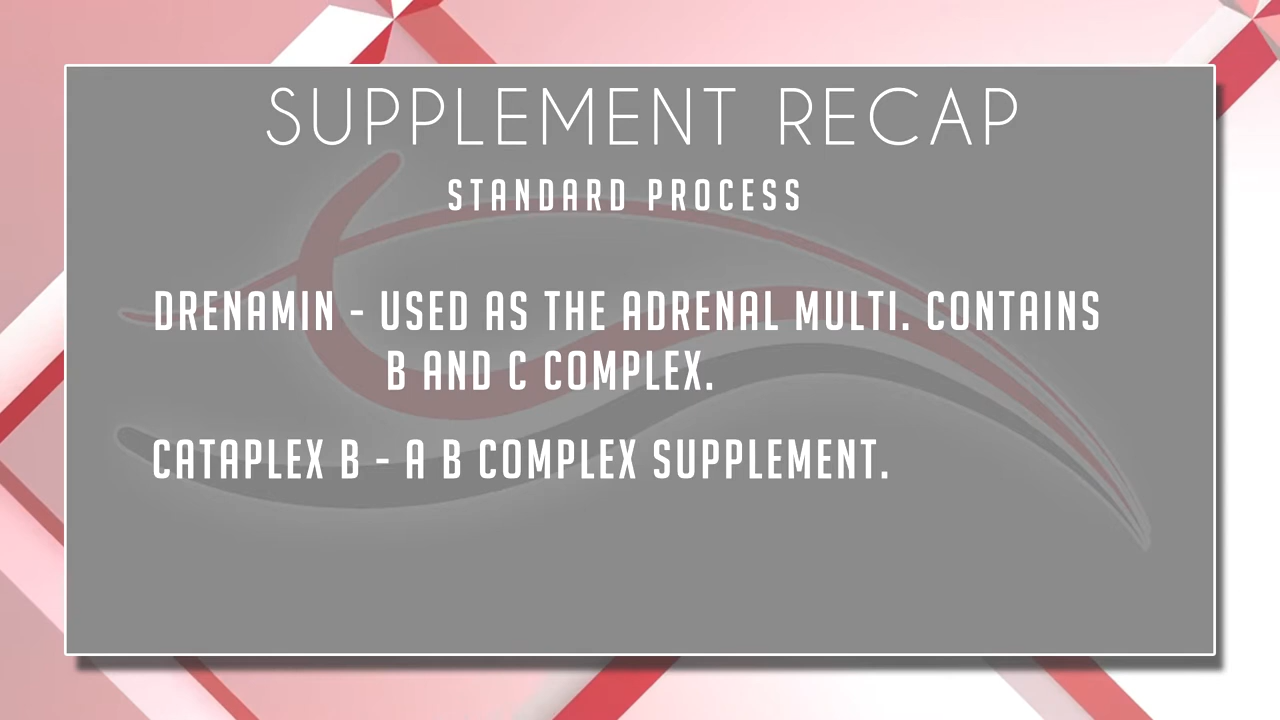 SUPPLEMENT RECAP
STANDARD PROCESS
DRENAMIN - USED AS THE ADRENAL MULTI. CONTAINS
B AND C COMPLEX.
CATAPLEX B - A B COMPLEX SUPPLEMENT.